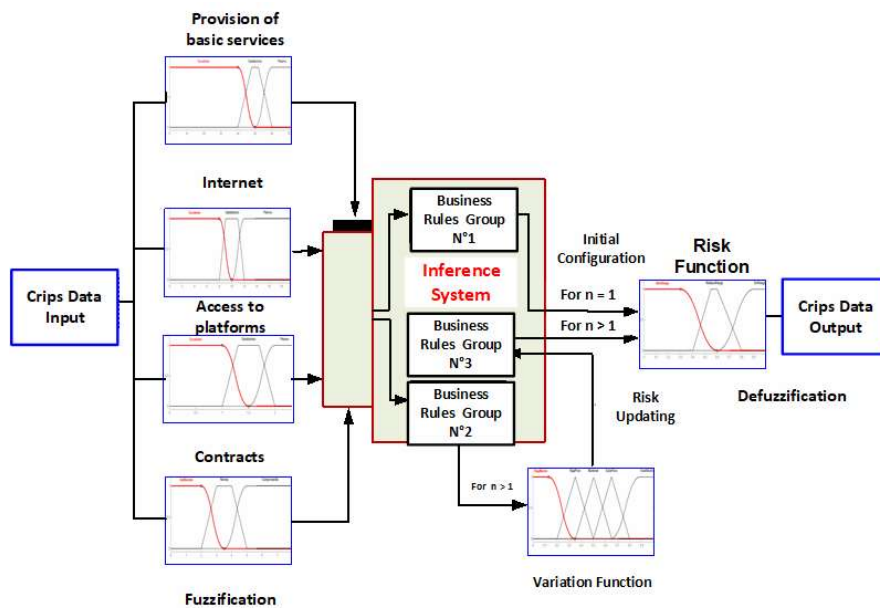 Provision of
basic services
Internet
Crips Data
Input
Access to
platforms
Contracts
Fuzzification
Business
Rules Group
N°1
Inference
System
Business
Rules Group
N°3
Business
Rules Group
N°2
Initial
Configuration
For n = 1
For n > 1
Risk
Function
Crips Data
Output
Risk
Updating
Defuzzification
For n > 1
Variation Function